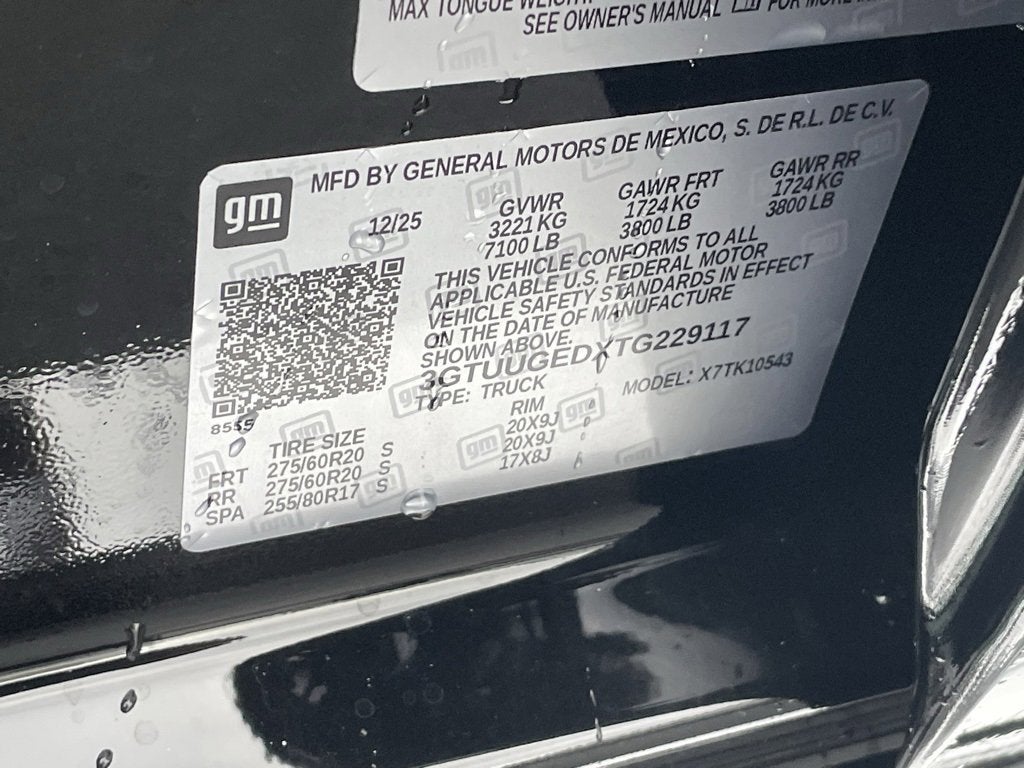 MAX TONGUE WEIGHT
SEE OWNER'S MANUAL FOR MORE
gm
MFD BY GENERAL MOTORS DE MEXICO, S. DE R.L. DE C.V.
12/25 GVWR GAWR FRT GAWR RR
3221 KG 1724 KG 1724 KG
7100 LB 3800 LB 3800 LB
THIS VEHICLE CONFORMS TO ALL
APPLICABLE U.S. FEDERAL MOTOR
VEHICLE SAFETY STANDARDS IN EFFECT
ON THE DATE OF MANUFACTURE
SHOWN ABOVE.
3GTUUGEDXTG229117
TYPE: TRUCK MODEL: X7TK10543
8559
TIRE SIZE RIM
FRT 275/60R20 S 20X9J
RR 275/60R20 S 20X9J
SPA 255/80R17 S 17X8J